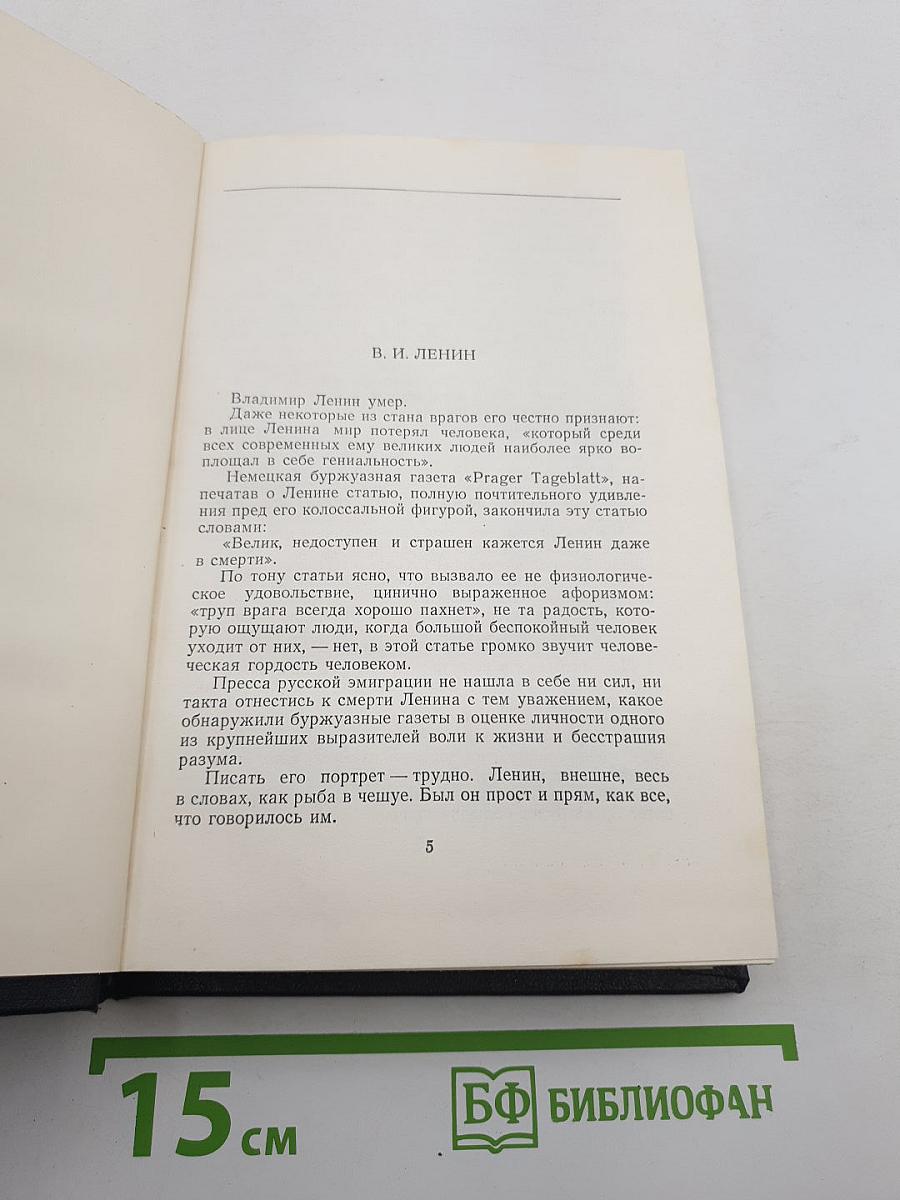 В. И. ЛЕНИН
Владимир Ленин умер.
Даже некоторые из стана врагов его честно признают:
в лице Ленина мир потерял человека, «который среди
всех современных ему великих людей наиболее ярко во-
площал в себе гениальность».
Немецкая буржуазная газета «Prager Tageblatt», на-
печатав о Ленине статью, полную почтительного удивле-
ния пред его колоссальной фигурой, закончила эту статью
словами:
«Велик, недоступен и страшен кажется Ленин даже
в смерти».
По тону статьи ясно, что вызвало ее не физиологиче-
ское удовольствие, цинично выраженное афоризмом:
«труп врага всегда хорошо пахнет», не та радость, кото-
рую ощущают люди, когда большой беспокойный человек
уходит от них, — нет, в этой статье громко звучит челове-
ческая гордость человеком.
Пресса русской эмиграции не нашла в себе ни сил, ни
такта отнестись к смерти Ленина с тем уважением, какое
обнаружили буржуазные газеты в оценке личности одного
из крупнейших выразителей воли к жизни и бесстрашия
разума.
Писать его портрет — трудно. Ленин, внешне, весь
в словах, как рыба в чешуе. Был он прост и прям, как все,
что говорилось им.
5
15 см
БФ БИБЛИОФАН